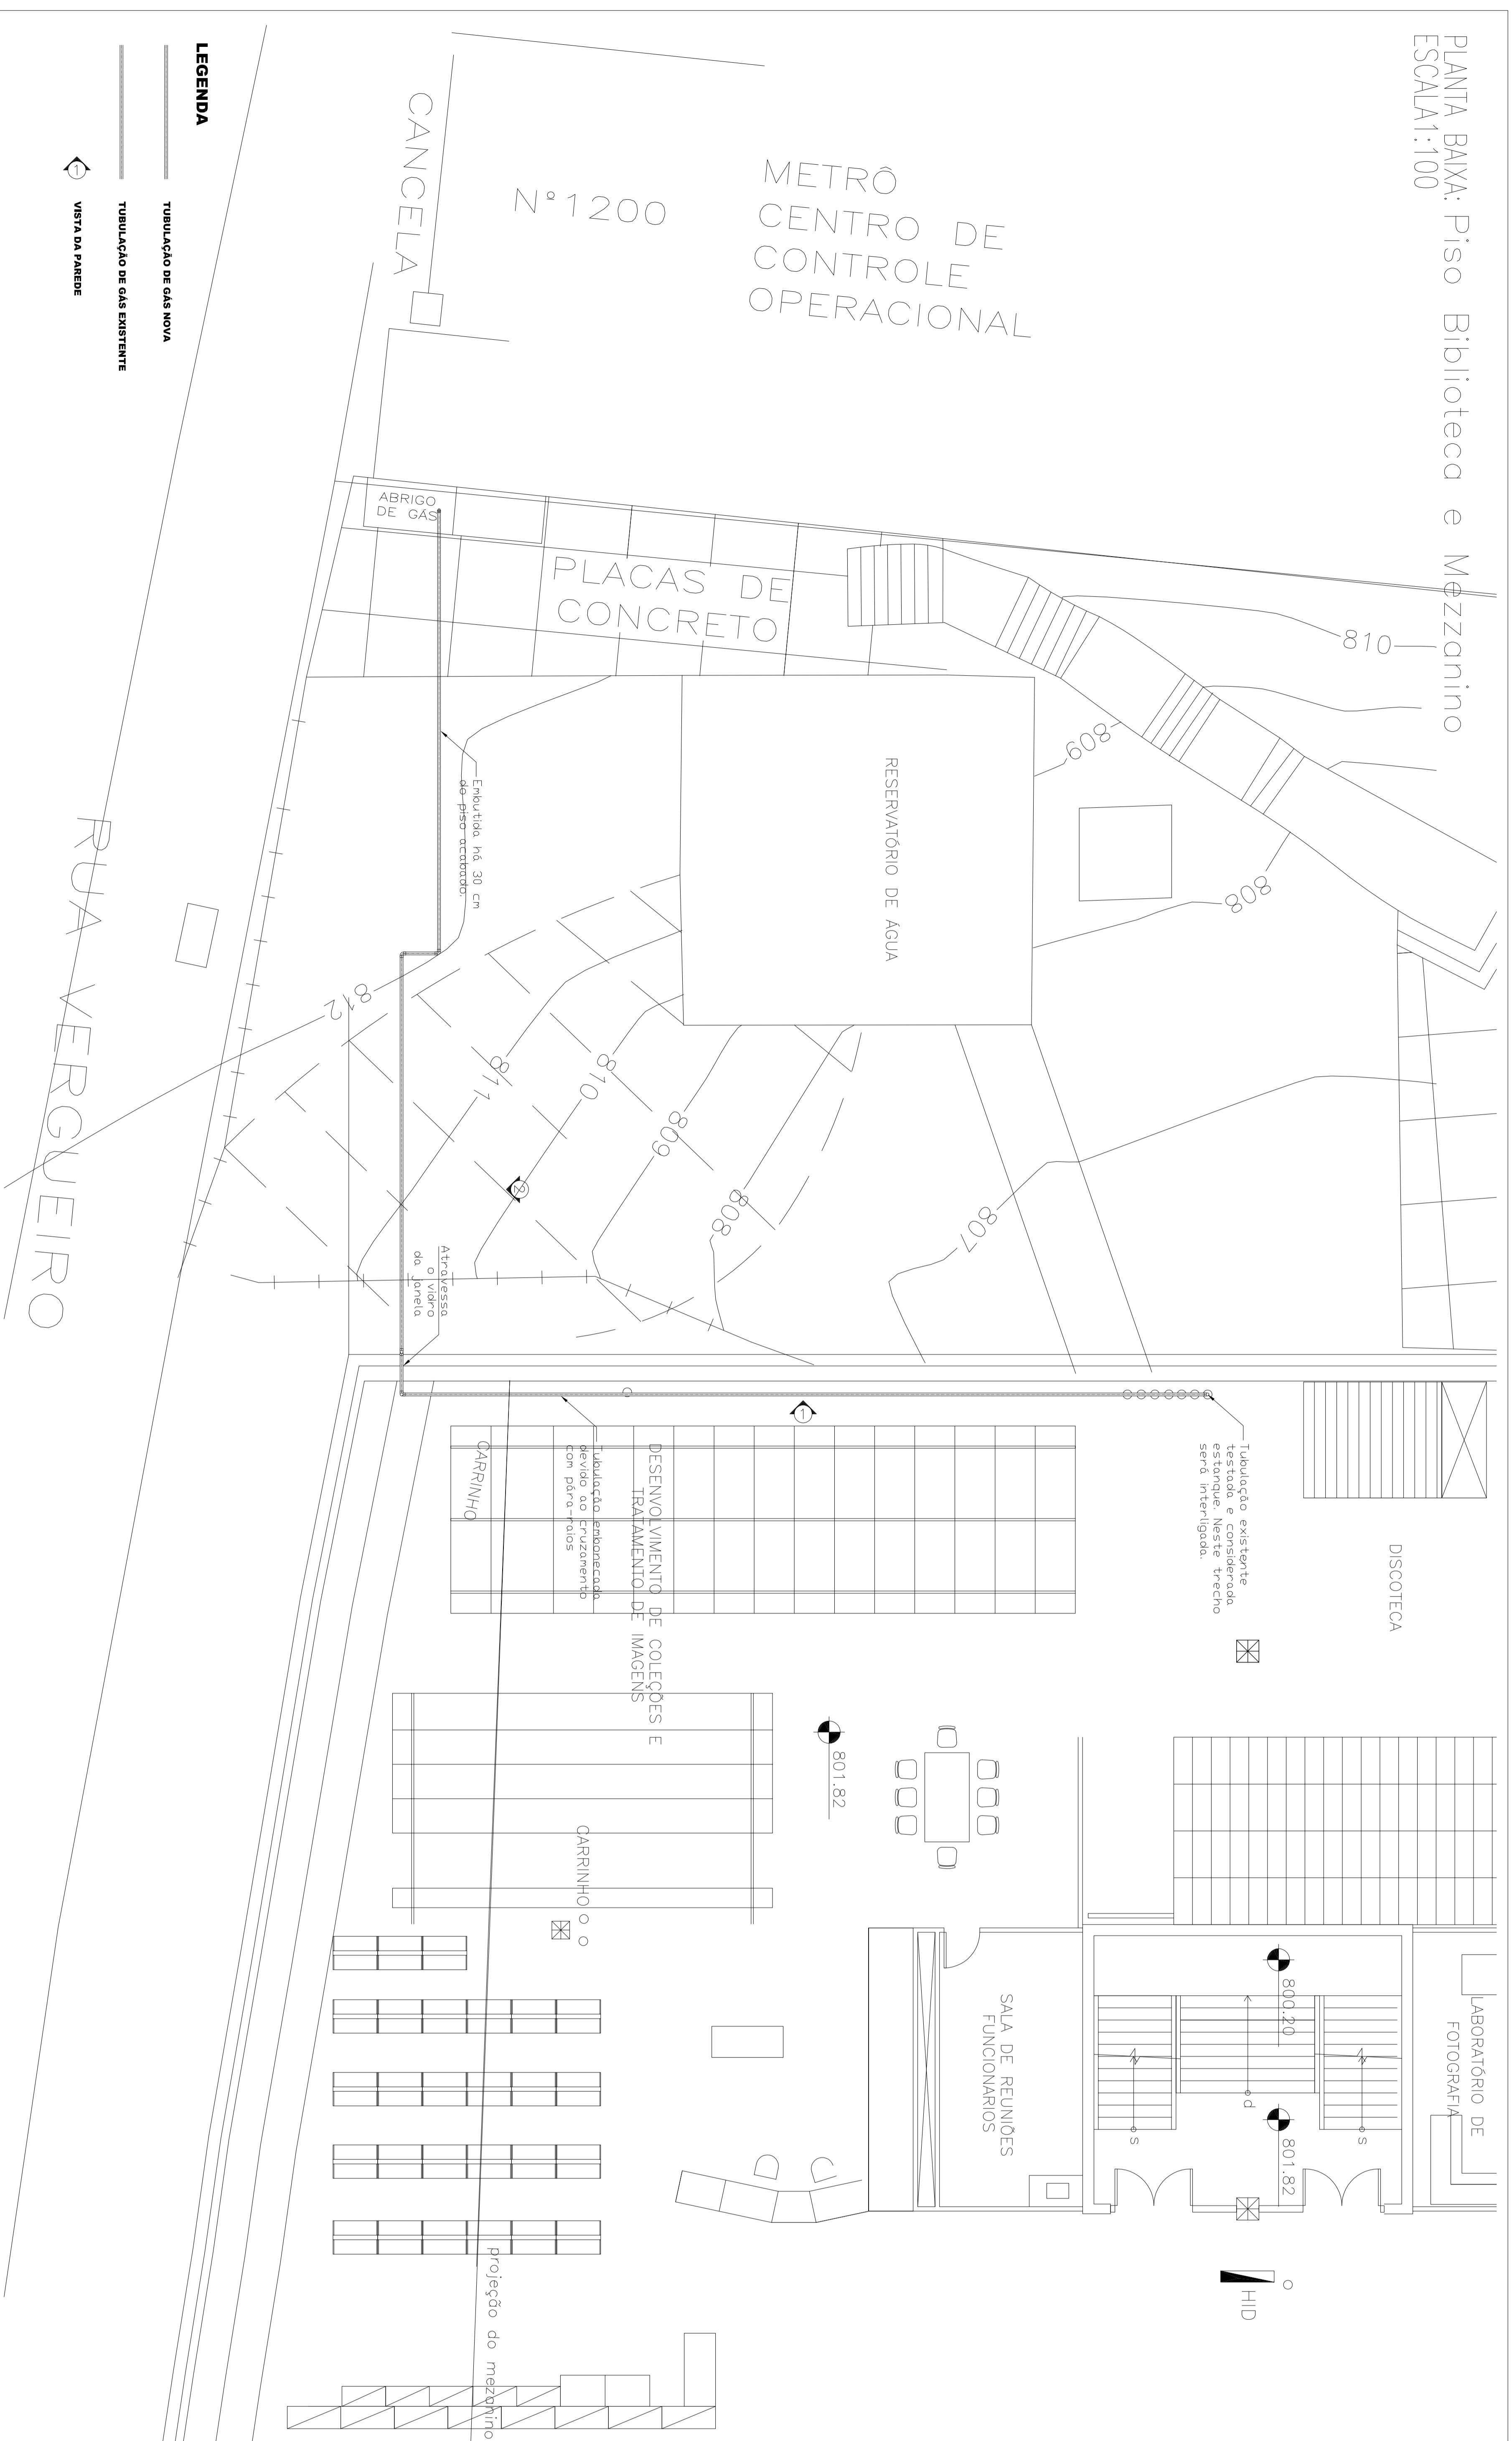 PLANTA BAIXA: Piso Biblioteca e Mezzanino
ESCALA1:100
METRÔ
CENTRO DE
CONTROLE
OPERACIONAL
N°1200
CANCELA
LEGENDA
TUBULAÇÃO DE GÁS NOVA
TUBULAÇÃO DE GÁS EXISTENTE
1
VISTA DA PAREDE
ABRIGO
DE GÁS
PLACAS DE
CONCRETO
810
809
808
RESERVATÓRIO DE ÁGUA
Embutida há 30 cm
do piso acabado.
RUA VERGUEIRO
812
811
810
809
808
807
2
Atravessa
o vidro
da janela
1
Tubulação existente
testada e considerada
estanque. Neste trecho
será interligada.
DISCOTECA
DESENVOLVIMENTO DE COLEÇÕES E
TRATAMENTO DE IMAGENS
Tubulação embonecada
devido ao cruzamento
com pára-raios
CARRINHO
801.82
CARRINHO
800.20
LABORATÓRIO DE
FOTOGRAFIA
SALA DE REUNIÕES
FUNCIONARIOS
d
s
s
801.82
HID
projeção do mezanino